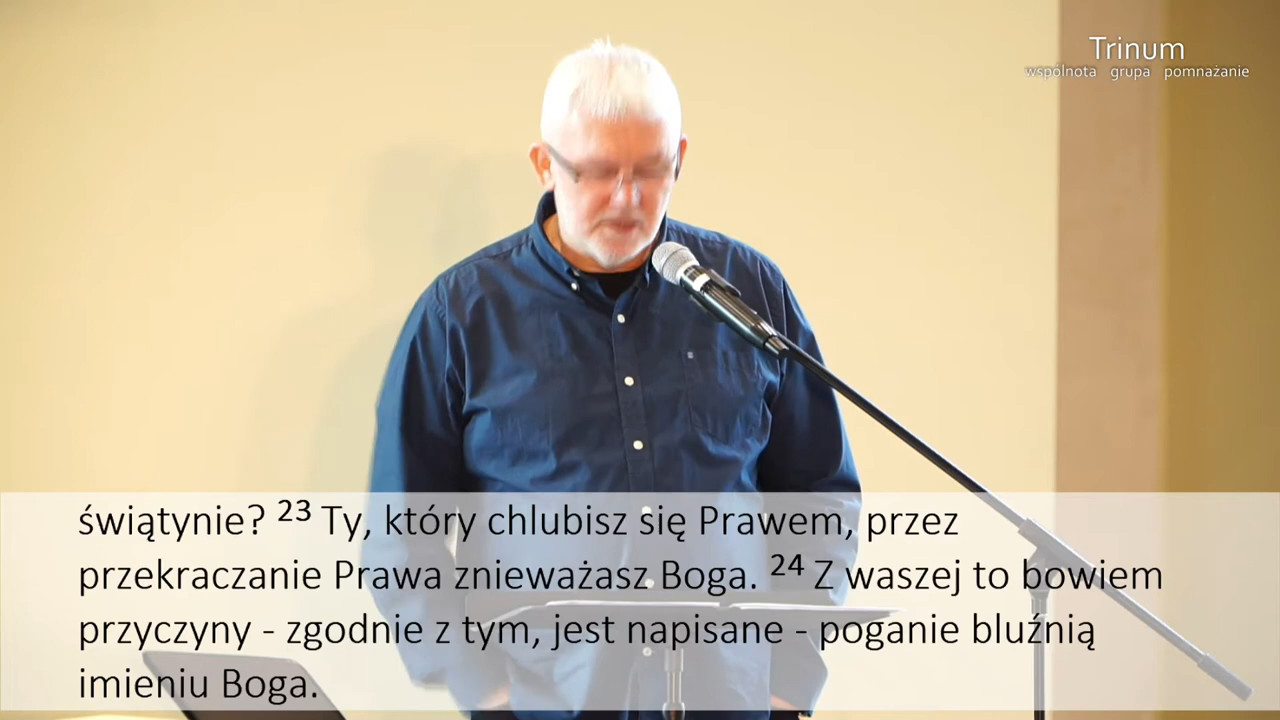 Trinum
wspólnota grupa pomnażanie
świątynie? ²³ Ty, który chlubisz się Prawem, przez
przekraczanie Prawa znieważasz Boga. ²⁴ Z waszej to bowiem
przyczyny - zgodnie z tym, jest napisane - poganie bluźnią
imieniu Boga.